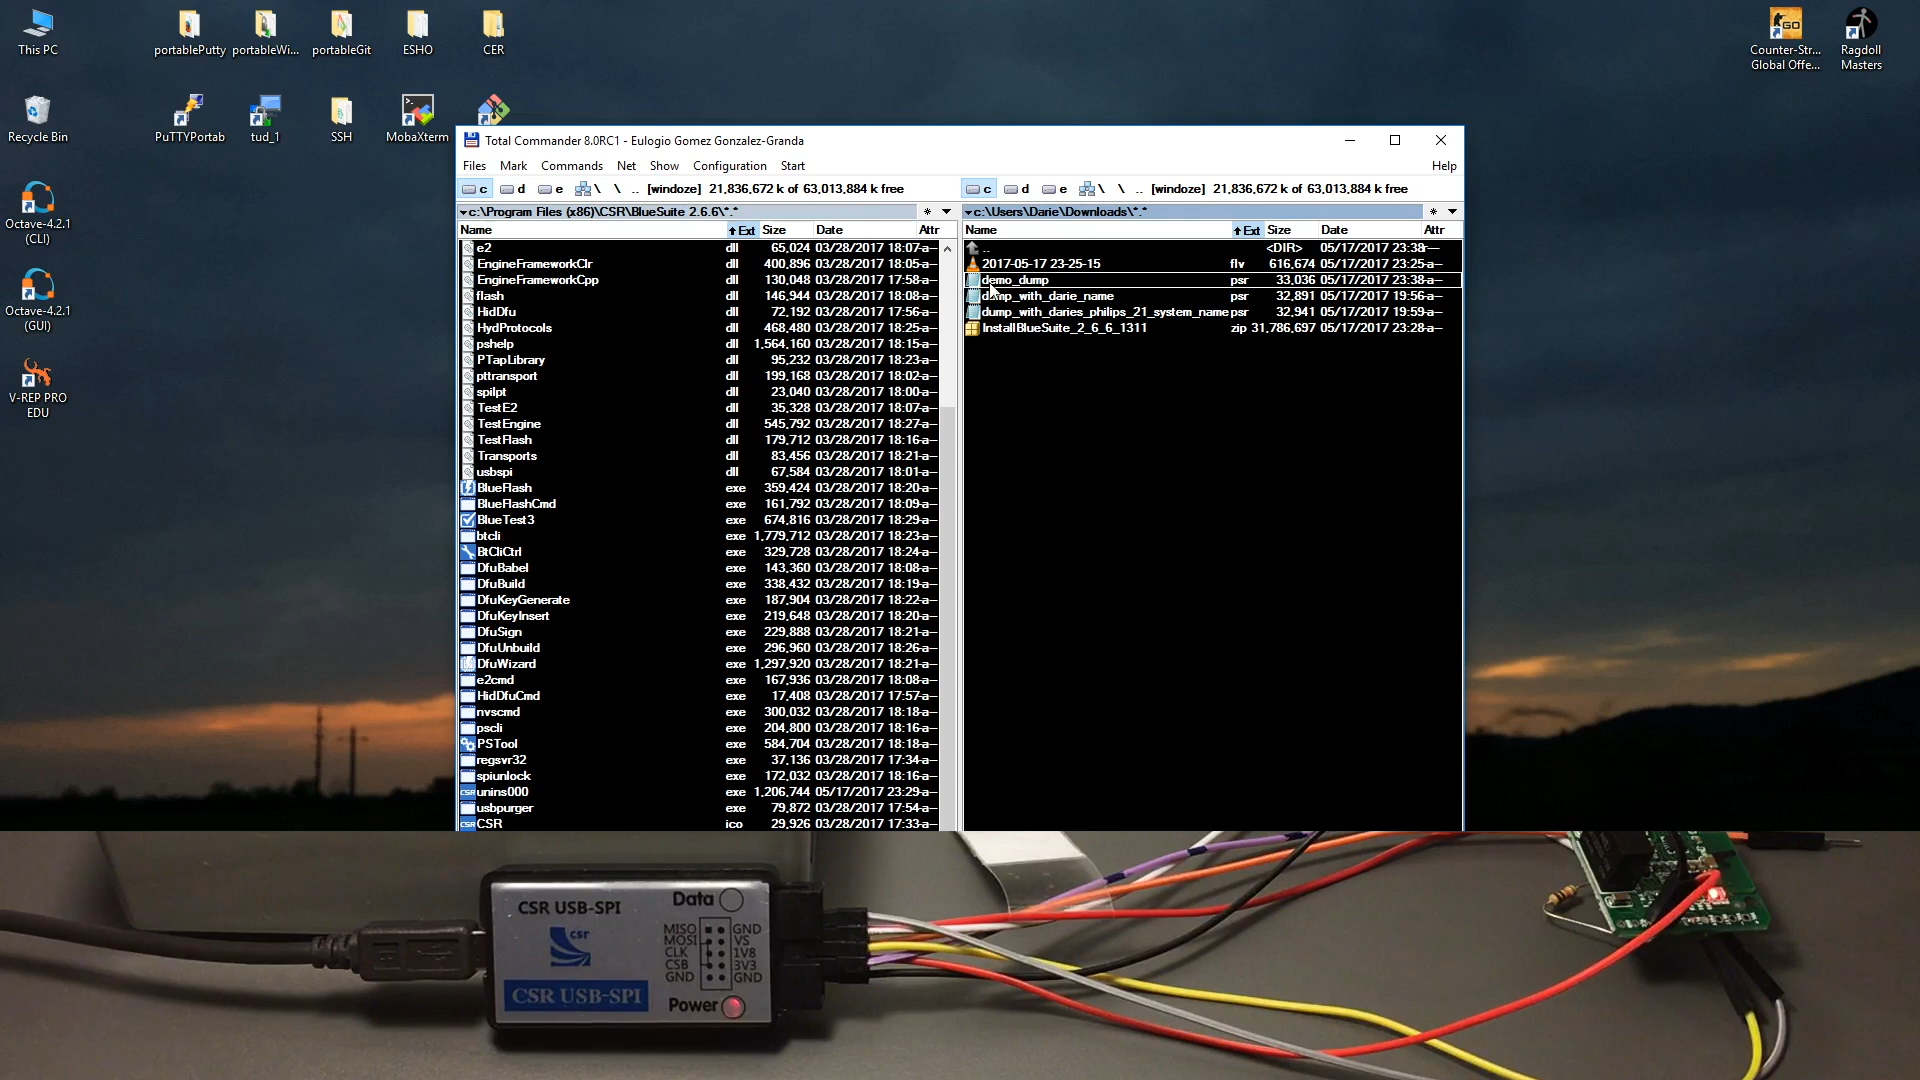 This PC
portablePutty
portableWi...
portableGit
ESHO
CER
Counter-Str...
Global Offe...
Ragdoll
Masters
Recycle Bin
PuTTYPortab
tud_1
SSH
MobaXterm
Octave-4.2.1
(CLI)
Octave-4.2.1
(GUI)
V-REP PRO
EDU
Total Commander 8.0RC1 - Eulogio Gomez Gonzalez-Granda
Files Mark Commands Net Show Configuration Start Help
c d e \ \ .. [windoze] 21,836,672 k of 63,013,884 k free
c:\Program Files (x86)\CSR\BlueSuite 2.6.6\*.* * 
Name Ext Size Date Attr
e2 dll 65,024 03/28/2017 18:07 -a--
EngineFrameworkClr dll 400,896 03/28/2017 18:05 -a--
EngineFrameworkCpp dll 130,048 03/28/2017 17:58 -a--
flash dll 146,944 03/28/2017 18:08 -a--
HidDfu dll 72,192 03/28/2017 17:56 -a--
HydProtocols dll 468,480 03/28/2017 18:25 -a--
pshelp dll 1,564,160 03/28/2017 18:15 -a--
PTapLibrary dll 95,232 03/28/2017 18:23 -a--
pttransport dll 199,168 03/28/2017 18:02 -a--
spilpt dll 23,040 03/28/2017 18:00 -a--
TestE2 dll 35,328 03/28/2017 18:07 -a--
TestEngine dll 545,792 03/28/2017 18:27 -a--
TestFlash dll 179,712 03/28/2017 18:16 -a--
Transports dll 83,456 03/28/2017 18:21 -a--
usbspi dll 67,584 03/28/2017 18:01 -a--
BlueFlash exe 359,424 03/28/2017 18:20 -a--
BlueFlashCmd exe 161,792 03/28/2017 18:09 -a--
BlueTest3 exe 674,816 03/28/2017 18:29 -a--
btcli exe 1,779,712 03/28/2017 18:23 -a--
BtCliCtrl exe 329,728 03/28/2017 18:24 -a--
DfuBabel exe 143,360 03/28/2017 18:08 -a--
DfuBuild exe 338,432 03/28/2017 18:19 -a--
DfuKeyGenerate exe 187,904 03/28/2017 18:22 -a--
DfuKeyInsert exe 219,648 03/28/2017 18:20 -a--
DfuSign exe 229,888 03/28/2017 18:21 -a--
DfuUnbuild exe 296,960 03/28/2017 18:26 -a--
DfuWizard exe 1,297,920 03/28/2017 18:21 -a--
e2cmd exe 167,936 03/28/2017 18:08 -a--
HidDfuCmd exe 17,408 03/28/2017 17:57 -a--
nvscmd exe 300,032 03/28/2017 18:18 -a--
pscli exe 204,800 03/28/2017 18:16 -a--
PSTool exe 584,704 03/28/2017 18:18 -a--
regsvr32 exe 37,136 03/28/2017 17:34 -a--
spiunlock exe 172,032 03/28/2017 18:16 -a--
unins000 exe 1,206,744 05/17/2017 23:29 -a--
usbpurger exe 79,872 03/28/2017 17:54 -a--
CSR ico 29,926 03/28/2017 17:33 -a--
c d e \ \ .. [windoze] 21,836,672 k of 63,013,884 k free
c:\Users\Darie\Downloads\*.* *
Name Ext Size Date Attr
.. <DIR> 05/17/2017 23:38 ----
2017-05-17 23-25-15 flv 616,674 05/17/2017 23:25 -a--
demo_dump psr 33,036 05/17/2017 23:38 -a--
dump_with_darie_name psr 32,891 05/17/2017 19:56 -a--
dump_with_daries_philips_21_system_name psr 32,941 05/17/2017 19:59 -a--
InstallBlueSuite_2_6_6_1311 zip 31,786,697 05/17/2017 23:28 -a--
CSR USB-SPI
Data
csr
MISO GND
MOSI VS
CLK 1V8
CSB 3V3
GND GND
CSR USB-SPI
Power